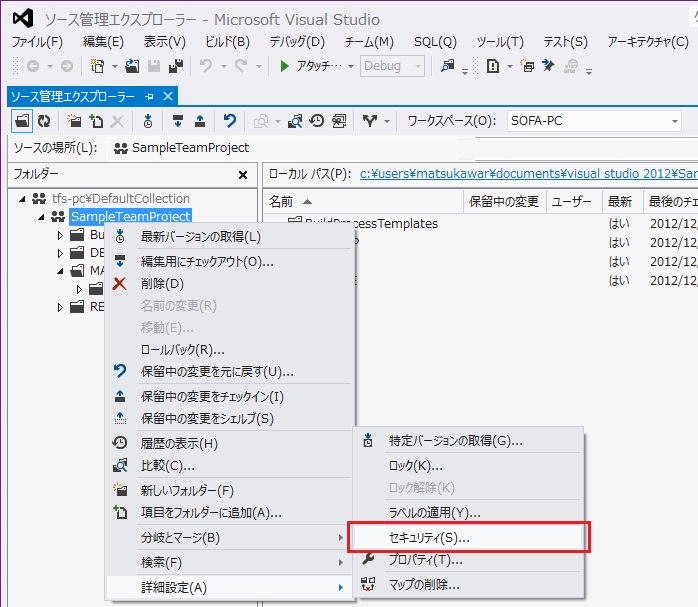 ソース管理エクスプローラー - Microsoft Visual Studio
ファイル(F) 編集(E) 表示(V) ビルド(B) デバッグ(D) チーム(M) SQL(Q) ツール(T) テスト(S) アーキテクチャ(C)
アタッチ… Debug
ソース管理エクスプローラー
ワークスペース(O): SOFA-PC
ソースの場所(L): SampleTeamProject
フォルダー
ローカル パス(P): c:¥users¥matsukawar¥documents¥visual studio 2012¥Sam
名前 保留中の変更 ユーザー 最新 最後のチェ
tfs-pc¥DefaultCollection
SampleTeamProject
BuildProcessTemplates はい 2012/12,
Bu
はい 2012/12,
DE
はい 2012/12,
MA
はい 2012/12,
RE
最新バージョンの取得(L)
編集用にチェックアウト(O)...
削除(D)
名前の変更(R)
移動(E)...
ロールバック(R)...
保留中の変更を元に戻す(U)...
保留中の変更をチェックイン(I)
保留中の変更をシェルブ(S)
履歴の表示(H)
比較(C)...
新しいフォルダー(F)
項目をフォルダーに追加(A)...
分岐とマージ(B)
検索(F)
詳細設定(A)
特定バージョンの取得(G)...
ロック(K)...
ロック解除(K)
ラベルの適用(Y)...
セキュリティ(S)...
プロパティ(T)...
マップの削除...